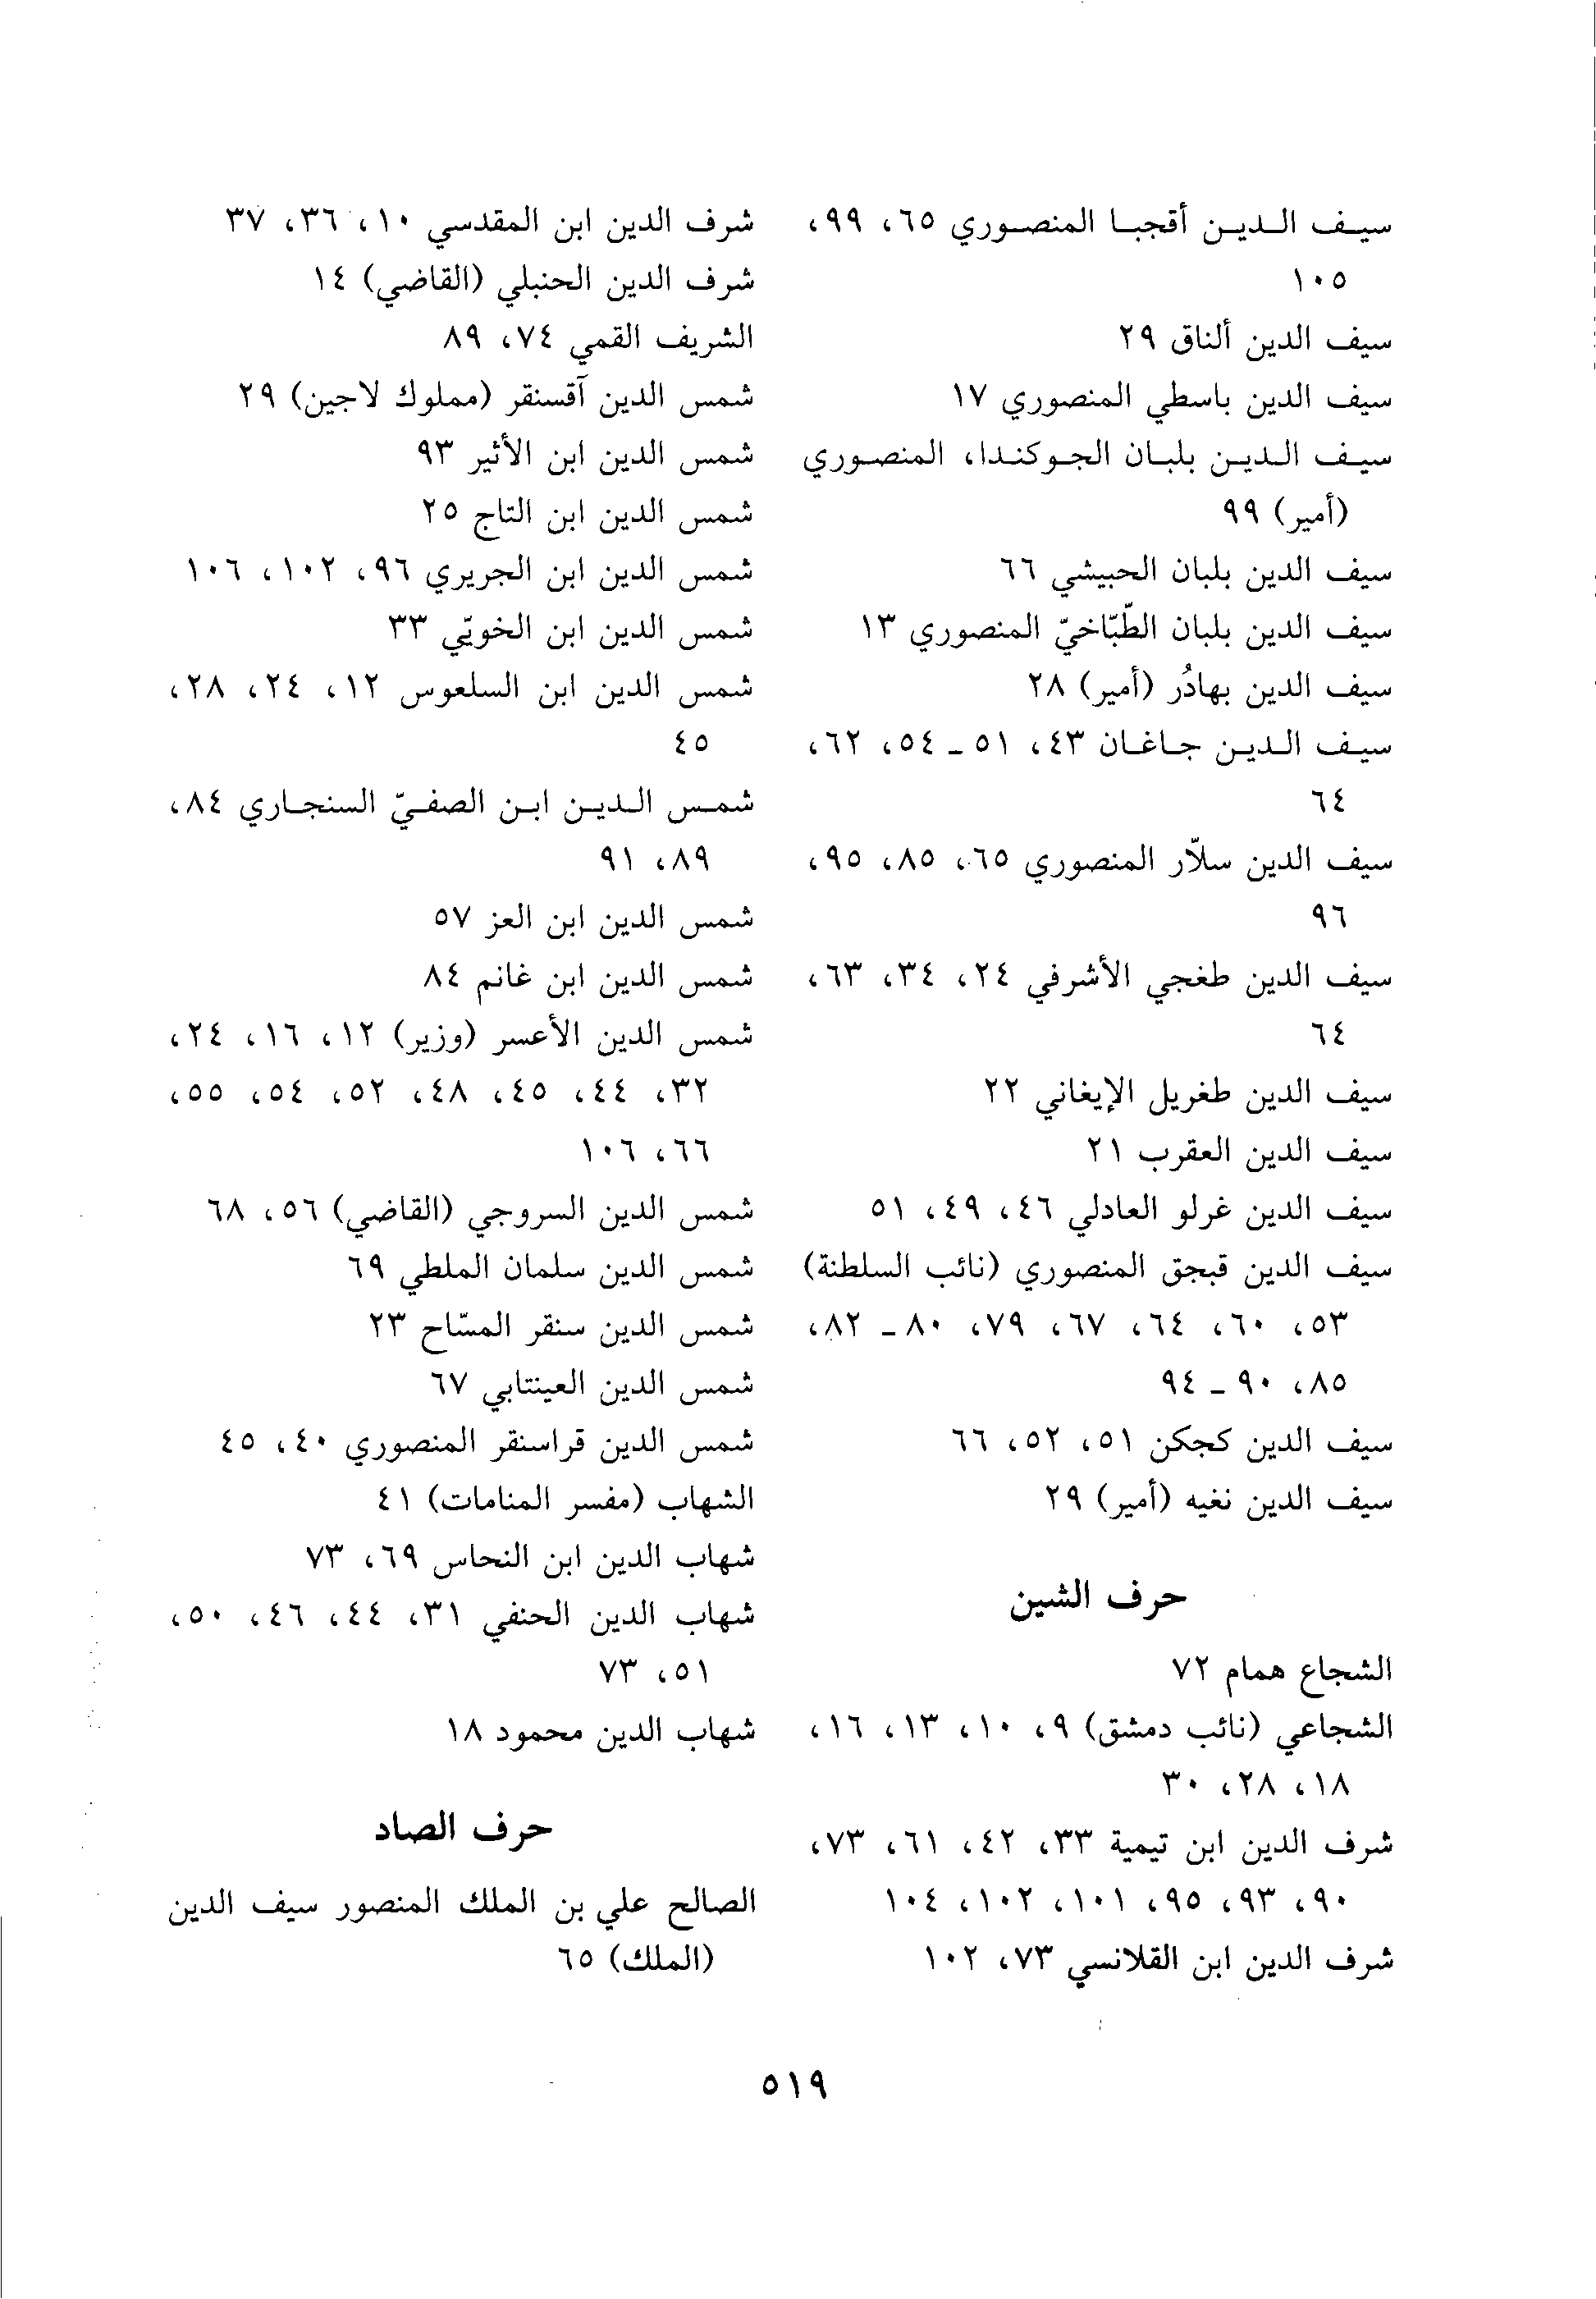 سيف الدين أقجبا المنصوري ٦٥، ٩٩،
١٠٥
سيف الدين ألناق ٢٩
سيف الدين باسطي المنصوري ١٧
سيف الدين بلبان الجوكندا، المنصوري
(أمير) ٩٩
سيف الدين بلبان الحبيشي ٦٦
سيف الدين بلبان الطّبّاخيّ المنصوري ١٣
سيف الدين بهادُر (أمير) ٢٨
سيف الدين جاغان ٤٣، ٥١ ـ ٥٤، ٦٢،
٦٤
سيف الدين سلاّر المنصوري ٦٥، ٨٥، ٩٥،
٩٦
سيف الدين طغجي الأشرفي ٢٤، ٣٤، ٦٣،
٦٤
سيف الدين طغريل الإيغاني ٢٢
سيف الدين العقرب ٢١
سيف الدين غرلو العادلي ٤٦، ٤٩، ٥١
سيف الدين قبجق المنصوري (نائب السلطنة)
٥٣، ٦٠، ٦٤، ٦٧، ٧٩، ٨٠ ـ ٨٢،
٨٥، ٩٠ ـ ٩٤
سيف الدين كجكن ٥١، ٥٢، ٦٦
سيف الدين نغيه (أمير) ٢٩
حرف الشين
الشجاع همام ٧٢
الشجاعي (نائب دمشق) ٩، ١٠، ١٣، ١٦،
١٨، ٢٨، ٣٠
شرف الدين ابن تيمية ٣٣، ٤٢، ٦١، ٧٣،
٩٠، ٩٣، ٩٥، ١٠١، ١٠٢، ١٠٤
شرف الدين ابن القلانسي ٧٣، ١٠٢
شرف الدين ابن المقدسي ١٠، ٣٦، ٣٧
شرف الدين الحنبلي (القاضي) ١٤
الشريف القمي ٧٤، ٨٩
شمس الدين آقسنقر (مملوك لاجين) ٢٩
شمس الدين ابن الأثير ٩٣
شمس الدين ابن التاج ٢٥
شمس الدين ابن الجريري ٩٦، ١٠٢، ١٠٦
شمس الدين ابن الخويّي ٣٣
شمس الدين ابن السلعوس ١٢، ٢٤، ٢٨،
٤٥
شمس الدين ابن الصفيّ السنجاري ٨٤،
٨٩، ٩١
شمس الدين ابن العز ٥٧
شمس الدين ابن غانم ٨٤
شمس الدين الأعسر (وزير) ١٢، ١٦، ٢٤،
٣٢، ٤٤، ٤٥، ٤٨، ٥٢، ٥٤، ٥٥،
٦٦، ١٠٦
شمس الدين السروجي (القاضي) ٥٦، ٦٨
شمس الدين سلمان الملطي ٦٩
شمس الدين سنقر المسّاح ٢٣
شمس الدين العينتابي ٦٧
شمس الدين قراسنقر المنصوري ٤٠، ٤٥
الشهاب (مفسر المنامات) ٤١
شهاب الدين ابن النحاس ٦٩، ٧٣
شهاب الدين الحنفي ٣١، ٤٤، ٤٦، ٥٠،
٥١، ٧٣
شهاب الدين محمود ١٨
حرف الصاد
الصالح علي بن الملك المنصور سيف الدين
(الملك) ٦٥
٥١٩